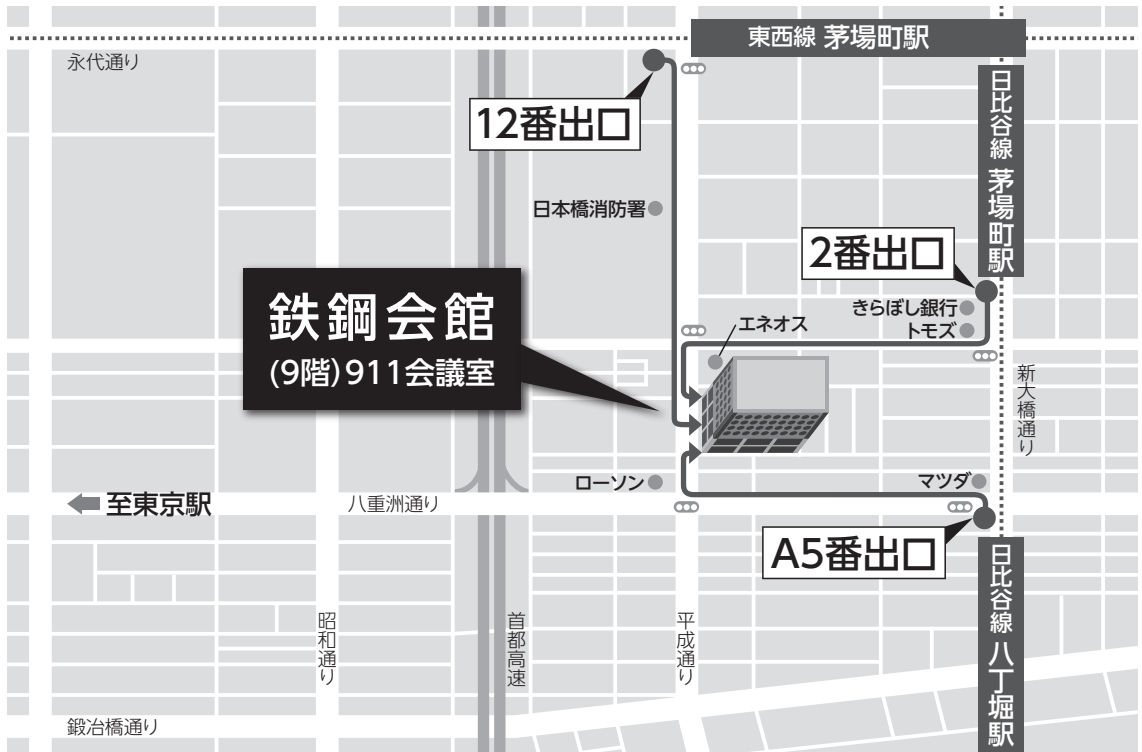 東西線 茅場町駅
永代通り
12番出口
日比谷線 茅場町駅
日本橋消防署
2番出口
鉄鋼会館
(9階)911会議室
きらぼし銀行
トモズ
エネオス
新大橋通り
ローソン
マツダ
至東京駅
八重洲通り
A5番出口
日比谷線 八丁堀駅
昭和通り
首都高速
平成通り
鍛冶橋通り